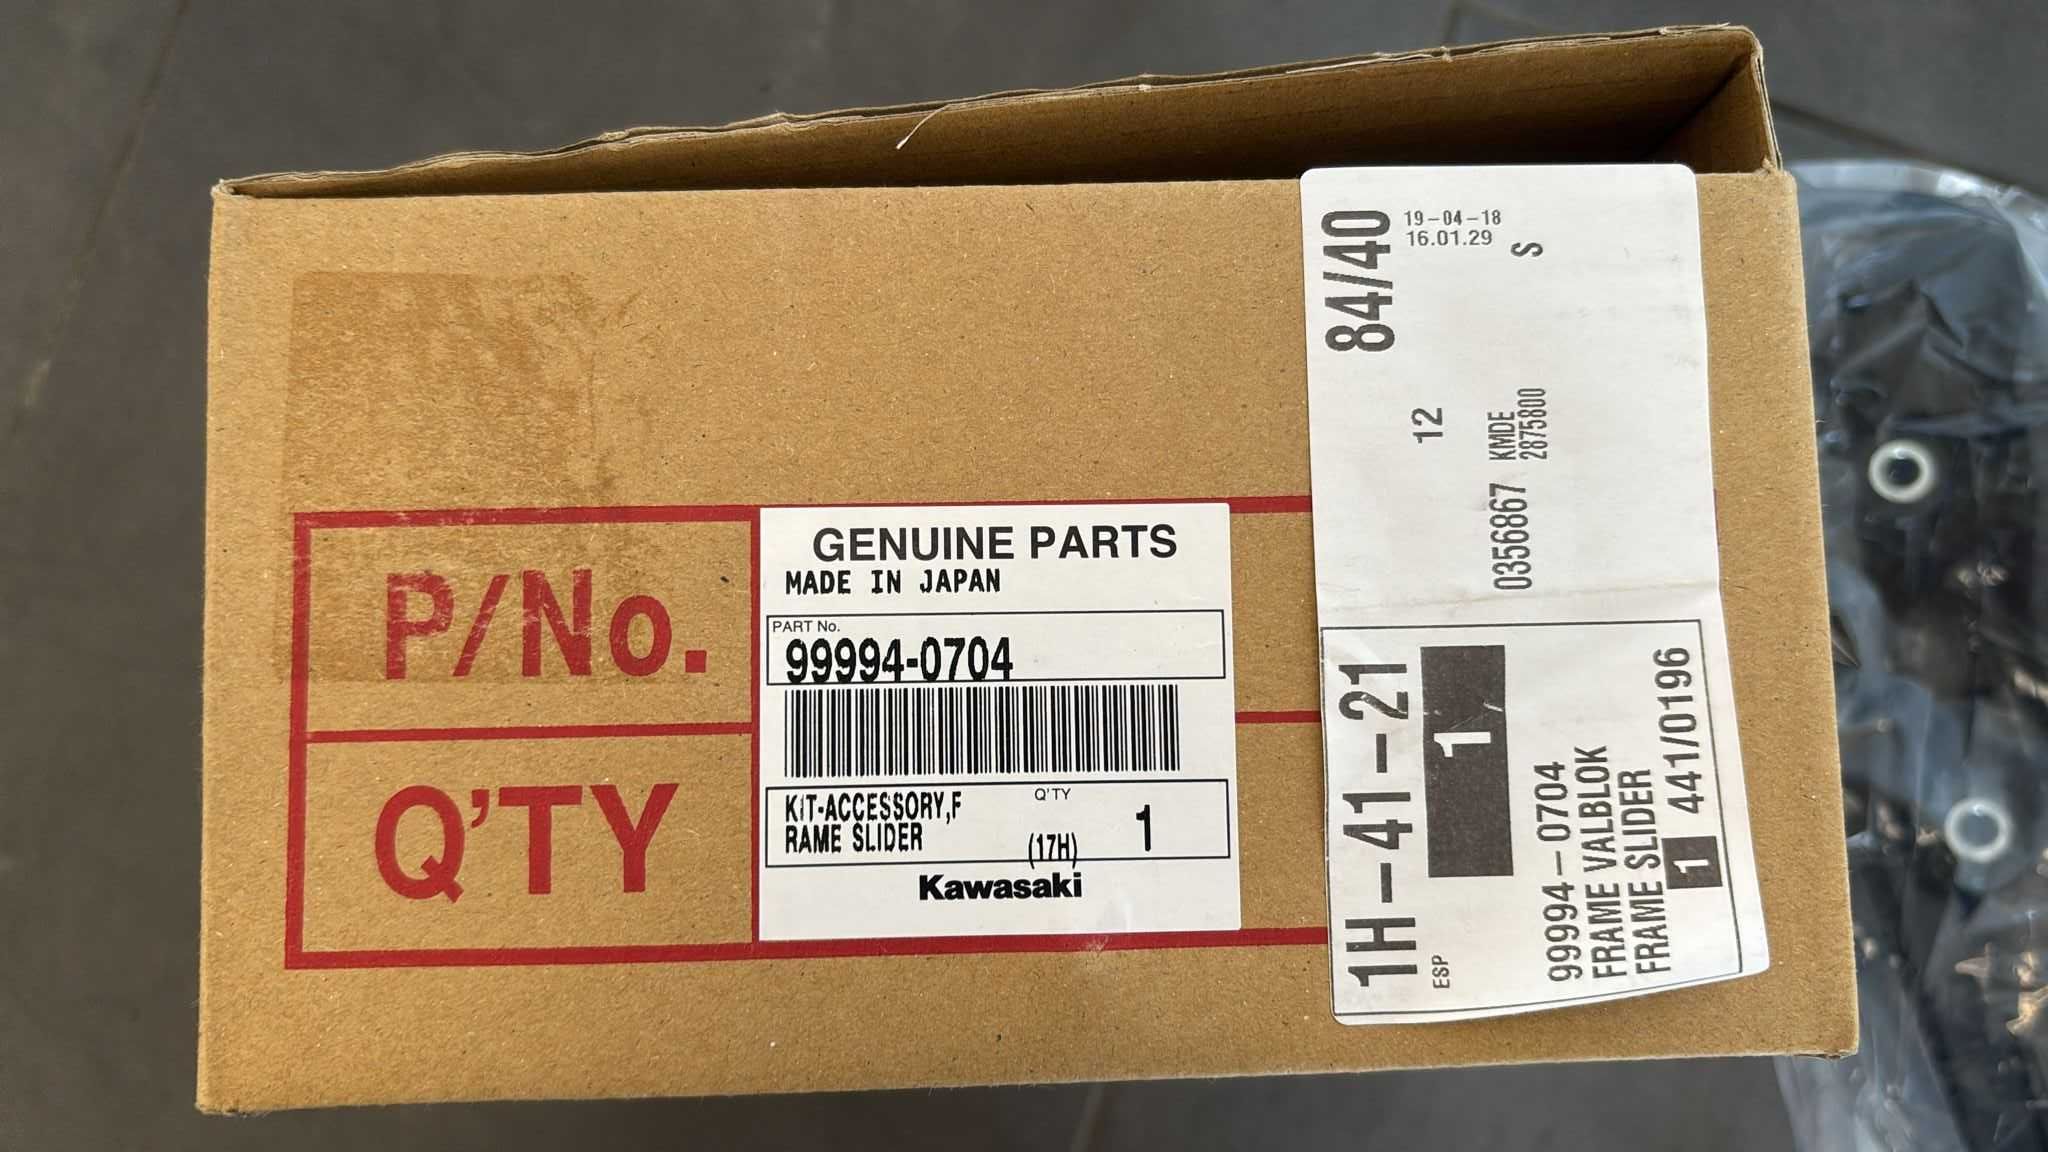 P/No.
Q'TY
GENUINE PARTS
MADE IN JAPAN
PART No.
99994-0704
KIT-ACCESSORY,F
RAME SLIDER
Q'TY
(17H)
1
Kawasaki
84/40
19-04-18
16.01.29
S
12
0356867
KMDE
2875800
1H-41-21
ESP
1
99994-0704
FRAME VALBLOK
FRAME SLIDER
1 441/0196